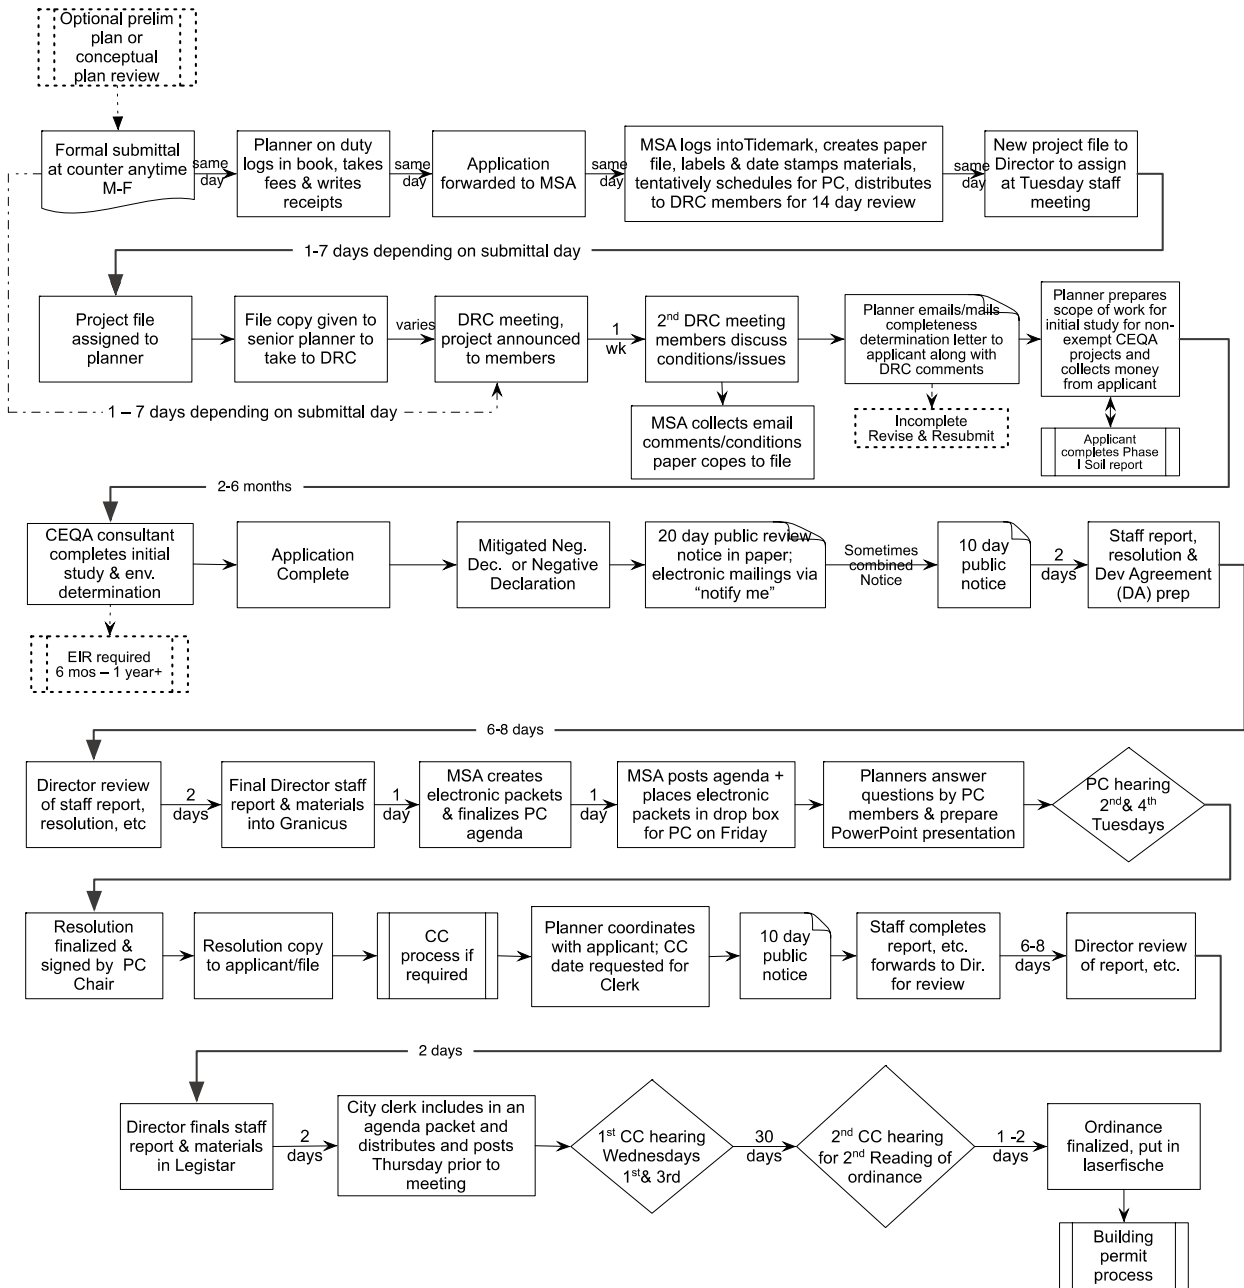 Optional prelim
plan or
conceptual
plan review
Formal submittal
at counter anytime
M-F
same
day
Planner on duty
logs in book, takes
fees & writes
receipts
same
day
Application
forwarded to MSA
same
day
MSA logs intoTidemark, creates paper
file, labels & date stamps materials,
tentatively schedules for PC, distributes
to DRC members for 14 day review
same
day
New project file to
Director to assign
at Tuesday staff
meeting
1-7 days depending on submittal day
Project file
assigned to
planner
File copy given to
senior planner to
take to DRC
varies
DRC meeting,
project announced
to members
1
wk
2nd DRC meeting
members discuss
conditions/issues
Planner emails/mails
completeness
determination letter to
applicant along with
DRC comments
Planner prepares
scope of work for
initial study for non-
exempt CEQA
projects and
collects money
from applicant
1 – 7 days depending on submittal day
MSA collects email
comments/conditions
paper copes to file
Incomplete
Revise & Resubmit
Applicant
completes Phase
I Soil report
2-6 months
CEQA consultant
completes initial
study & env.
determination
Application
Complete
Mitigated Neg.
Dec. or Negative
Declaration
20 day public review
notice in paper;
electronic mailings via
“notify me”
Sometimes
combined
Notice
10 day
public
notice
2
days
Staff report,
resolution &
Dev Agreement
(DA) prep
EIR required
6 mos – 1 year+
6-8 days
Director review
of staff report,
resolution, etc
2
days
Final Director staff
report & materials
into Granicus
1
day
MSA creates
electronic packets
& finalizes PC
agenda
1
day
MSA posts agenda +
places electronic
packets in drop box
for PC on Friday
Planners answer
questions by PC
members & prepare
PowerPoint presentation
PC hearing
2nd& 4th
Tuesdays
Resolution
finalized &
signed by PC
Chair
Resolution copy
to applicant/file
CC
process if
required
Planner coordinates
with applicant; CC
date requested for
Clerk
10 day
public
notice
Staff completes
report, etc.
forwards to Dir.
for review
6-8
days
Director review
of report, etc.
2 days
Director finals staff
report & materials
in Legistar
2
days
City clerk includes in an
agenda packet and
distributes and posts
Thursday prior to
meeting
1st CC hearing
Wednesdays
1st& 3rd
30
days
2nd CC hearing
for 2nd Reading of
ordinance
1 -2
days
Ordinance
finalized, put in
laserfische
Building
permit
process